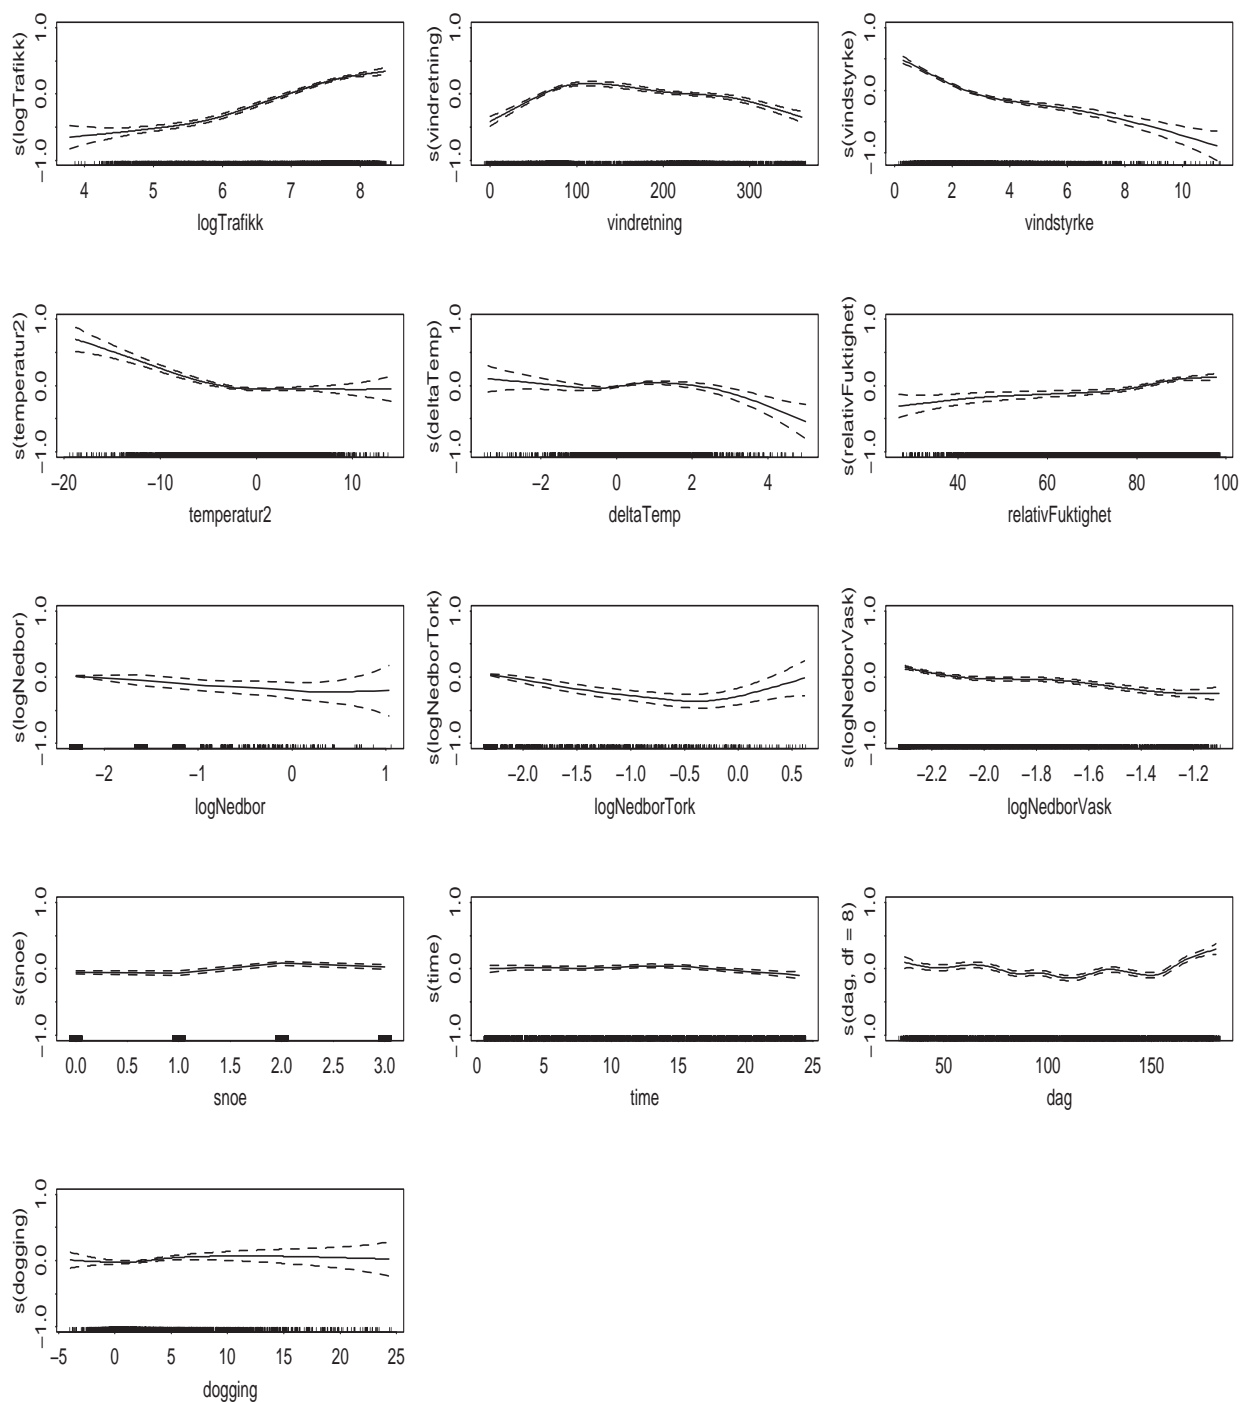 s(logTrafikk)
1.0
0.0
−1.0
4 5 6 7 8
logTrafikk
s(vindretning)
1.0
0.0
−1.0
0 100 200 300
vindretning
s(vindstyrke)
1.0
0.0
−1.0
0 2 4 6 8 10
vindstyrke
s(temperatur2)
1.0
0.0
−1.0
−20 −10 0 10
temperatur2
s(deltaTemp)
1.0
0.0
−1.0
−2 0 2 4
deltaTemp
s(relativFuktighet)
1.0
0.0
−1.0
40 60 80 100
relativFuktighet
s(logNedbor)
1.0
0.0
−1.0
−2 −1 0 1
logNedbor
s(logNedborTork)
1.0
0.0
−1.0
−2.0 −1.5 −1.0 −0.5 0.0 0.5
logNedborTork
s(logNedborVask)
1.0
0.0
−1.0
−2.2 −2.0 −1.8 −1.6 −1.4 −1.2
logNedborVask
s(snoe)
1.0
0.0
−1.0
0.0 0.5 1.0 1.5 2.0 2.5 3.0
snoe
s(time)
1.0
0.0
−1.0
0 5 10 15 20 25
time
s(dag, df = 8)
1.0
0.0
−1.0
50 100 150
dag
s(dogging)
1.0
0.0
−1.0
−5 0 5 10 15 20 25
dogging